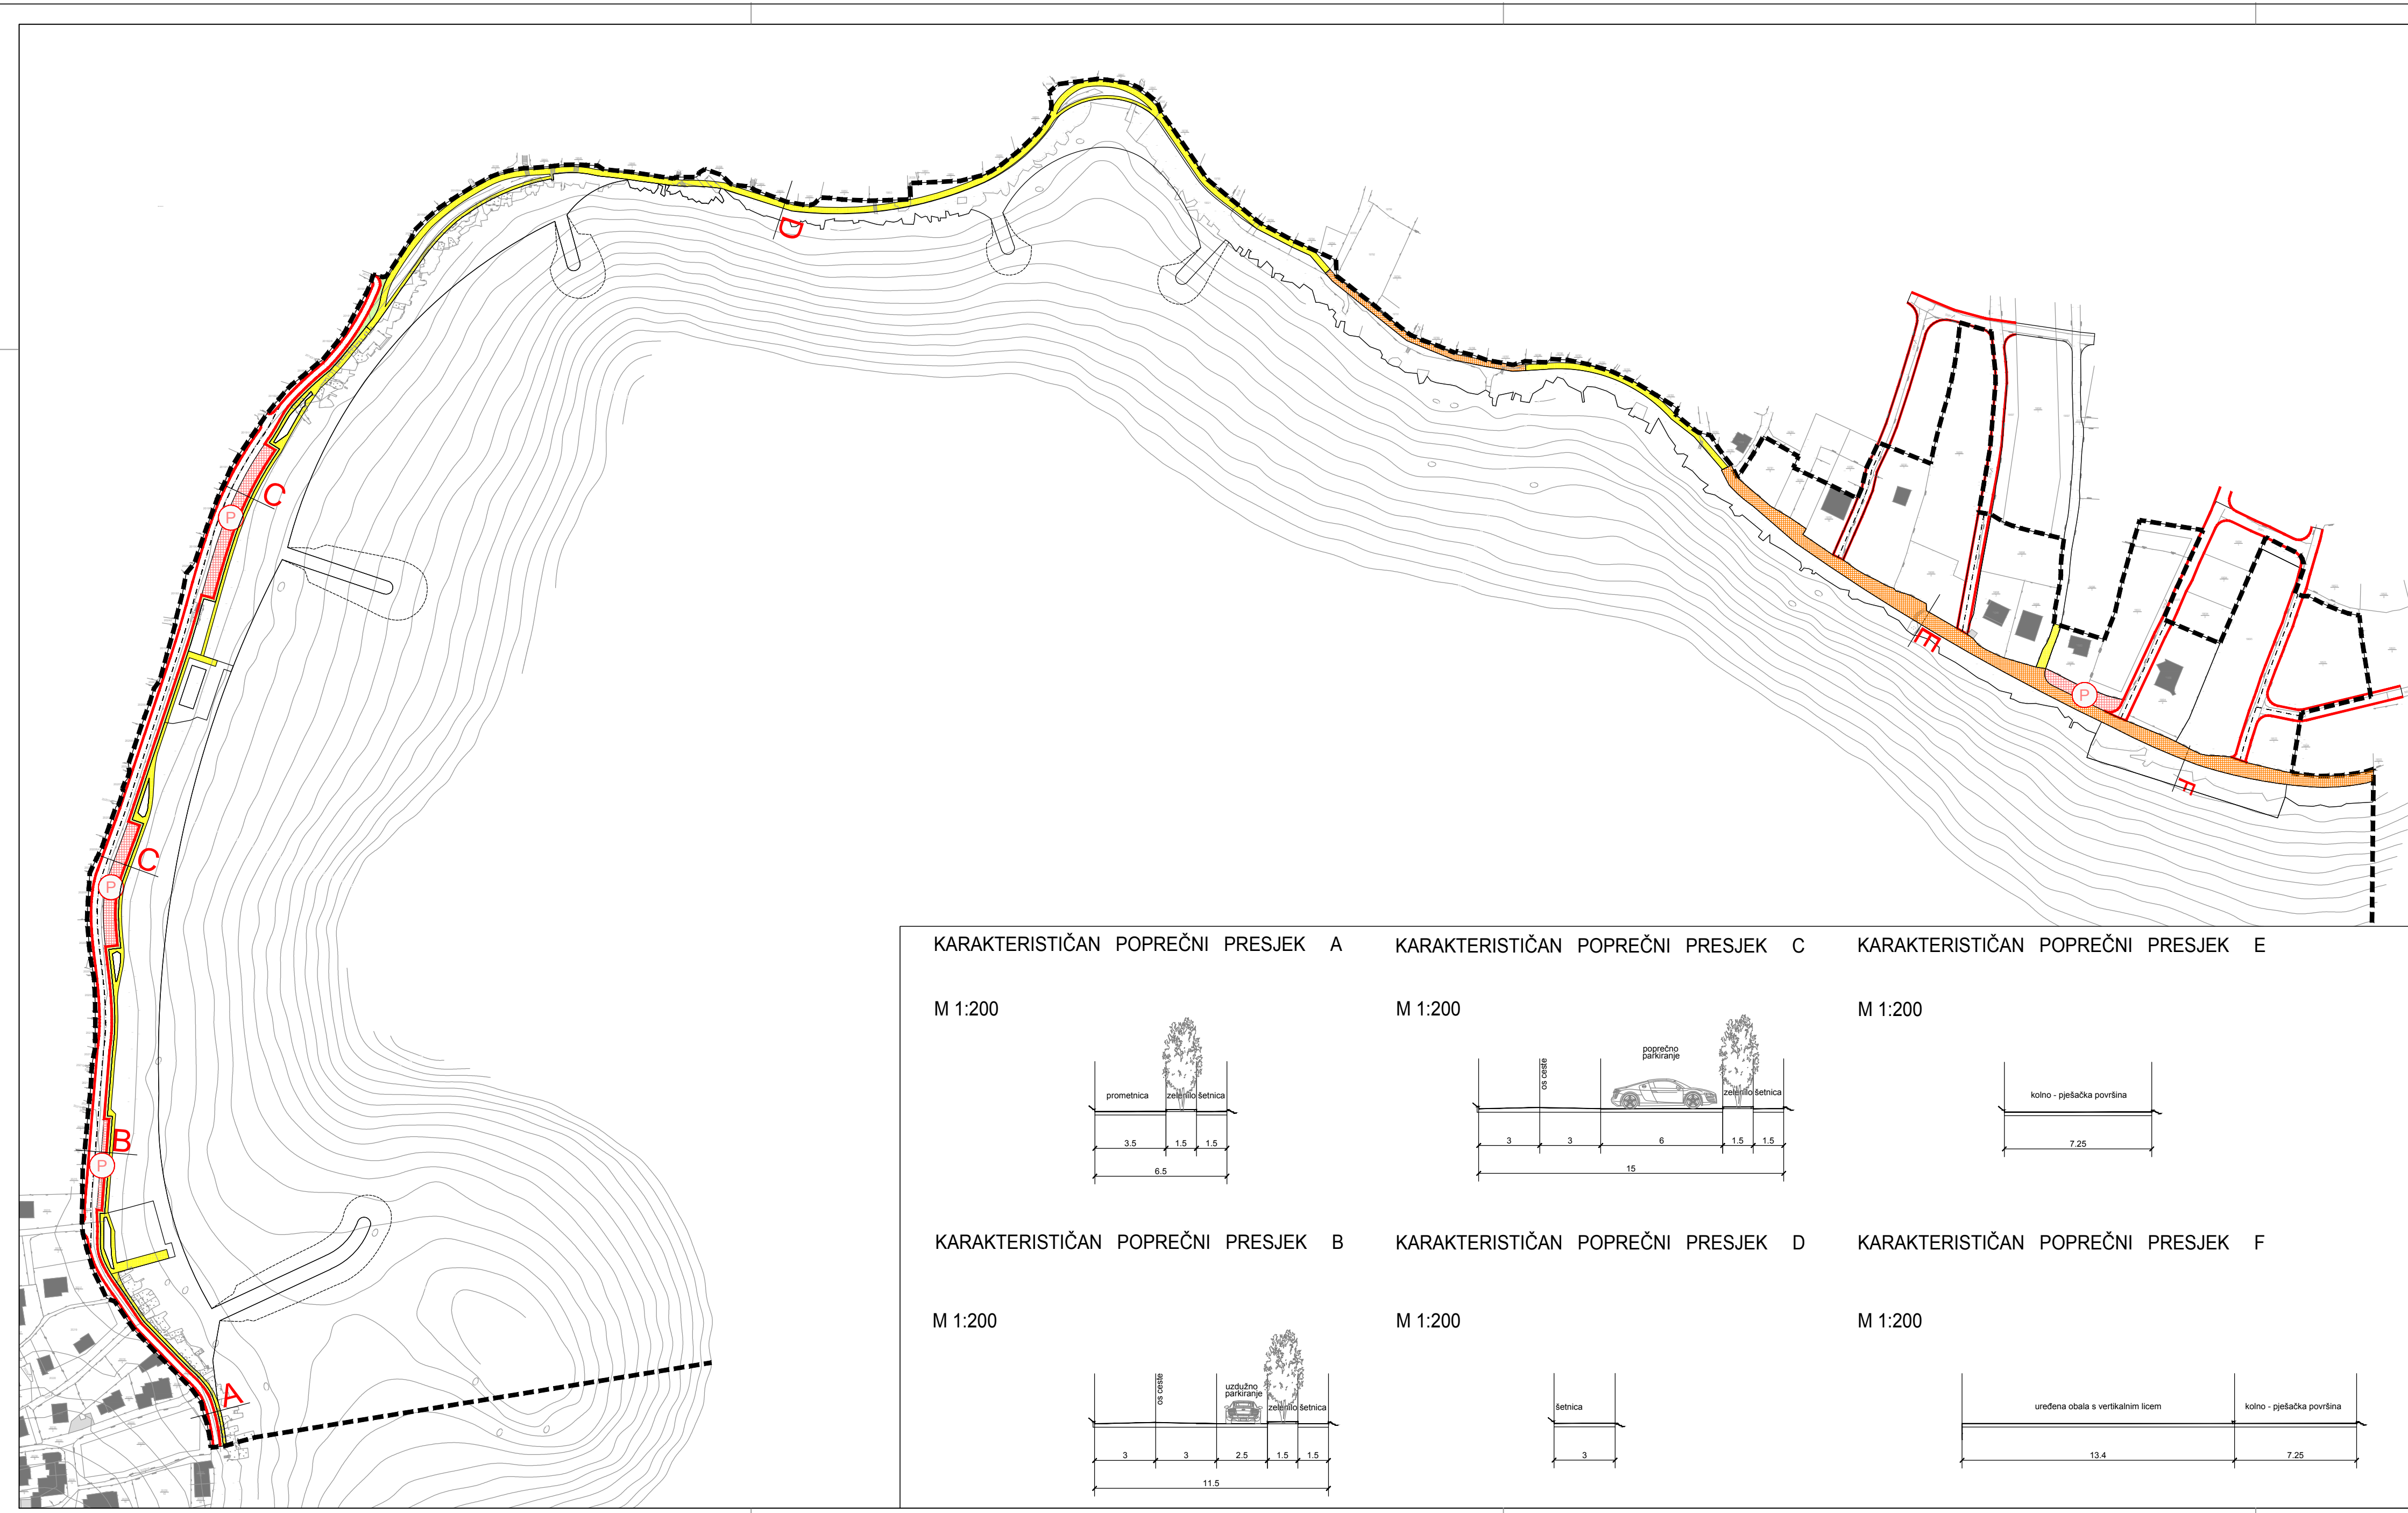 D
C
P
C
P
B
P
A
E
P
F
KARAKTERISTIČAN POPREČNI PRESJEK A
M 1:200
prometnica
zelenilo
šetnica
3.5
1.5
1.5
6.5
KARAKTERISTIČAN POPREČNI PRESJEK C
M 1:200
os ceste
poprečno
parkiranje
zelenilo
šetnica
3
3
6
1.5
1.5
15
KARAKTERISTIČAN POPREČNI PRESJEK E
M 1:200
kolno - pješačka površina
7.25
KARAKTERISTIČAN POPREČNI PRESJEK B
M 1:200
os ceste
uzdužno
parkiranje
zelenilo
šetnica
3
3
2.5
1.5
1.5
11.5
KARAKTERISTIČAN POPREČNI PRESJEK D
M 1:200
šetnica
3
KARAKTERISTIČAN POPREČNI PRESJEK F
M 1:200
uređena obala s vertikalnim licem
kolno - pješačka površina
13.4
7.25